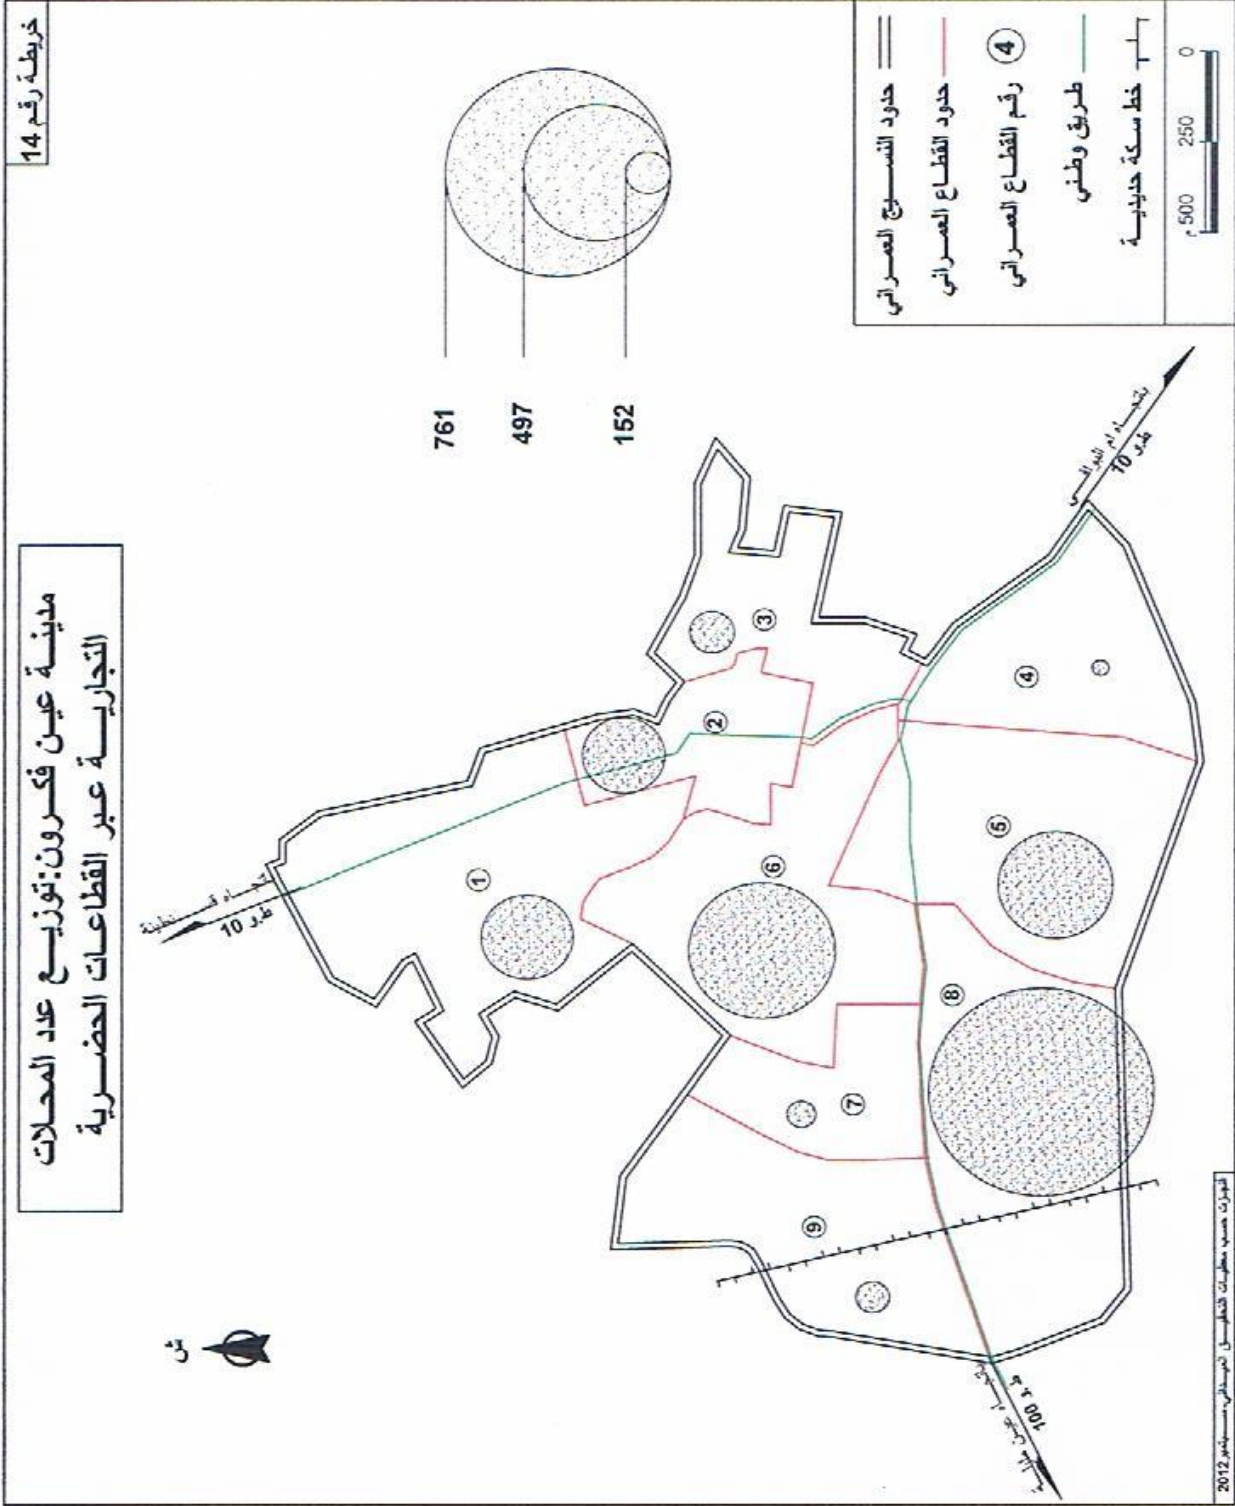 خريطة رقم 14
مدينة عين فكرون: توزيع عدد المحلات
التجارية عبر القطاعات الحضرية
ش
761
497
152
ط.و 10
1
2
3
4
5
6
7
8
9
ط.و 10
ط.و 100
حدود النسيج العمراني
حدود القطاع العمراني
رقم القطاع العمراني 4
طريق وطني
خط سكة حديدية
500م 250 0
2012